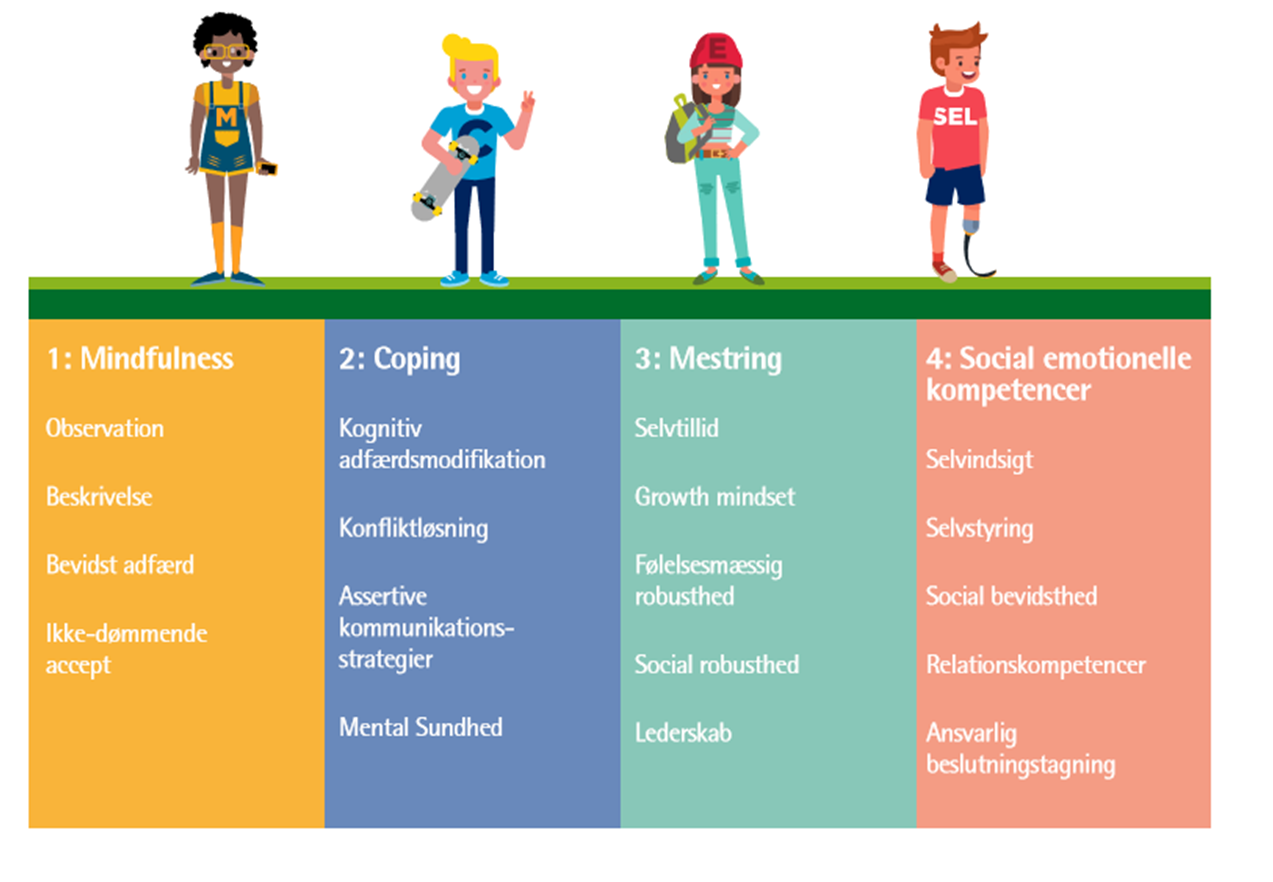 M
C
E
SEL
1: Mindfulness
Observation
Beskrivelse
Bevidst adfærd
Ikke-dømmende
accept
2: Coping
Kognitiv
adfærdsmodifikation
Konfliktløsning
Assertive
kommunikations-
strategier
Mental Sundhed
3: Mestring
Selvtillid
Growth mindset
Følelsesmæssig
robusthed
Social robusthed
Lederskab
4: Social emotionelle
kompetencer
Selvindsigt
Selvstyring
Social bevidsthed
Relationskompetencer
Ansvarlig
beslutningstagning